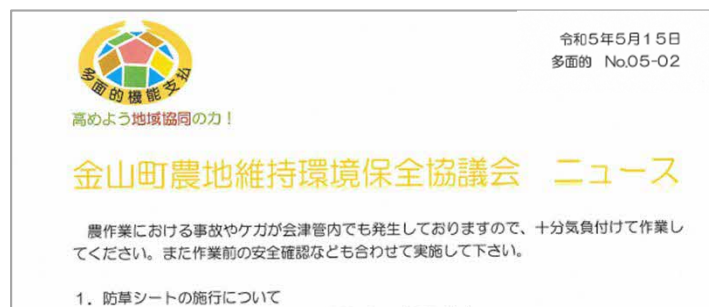 令和5年5月15日
多面的 No,05-02
多面的機能支払
高めよう地域協同の力！
金山町農地維持環境保全協議会 ニュース
農作業における事故やケガが会津管内でも発生しておりますので、十分気負付けて作業し
てください。また作業前の安全確認なども合わせて実施して下さい。
1．防草シートの施行について